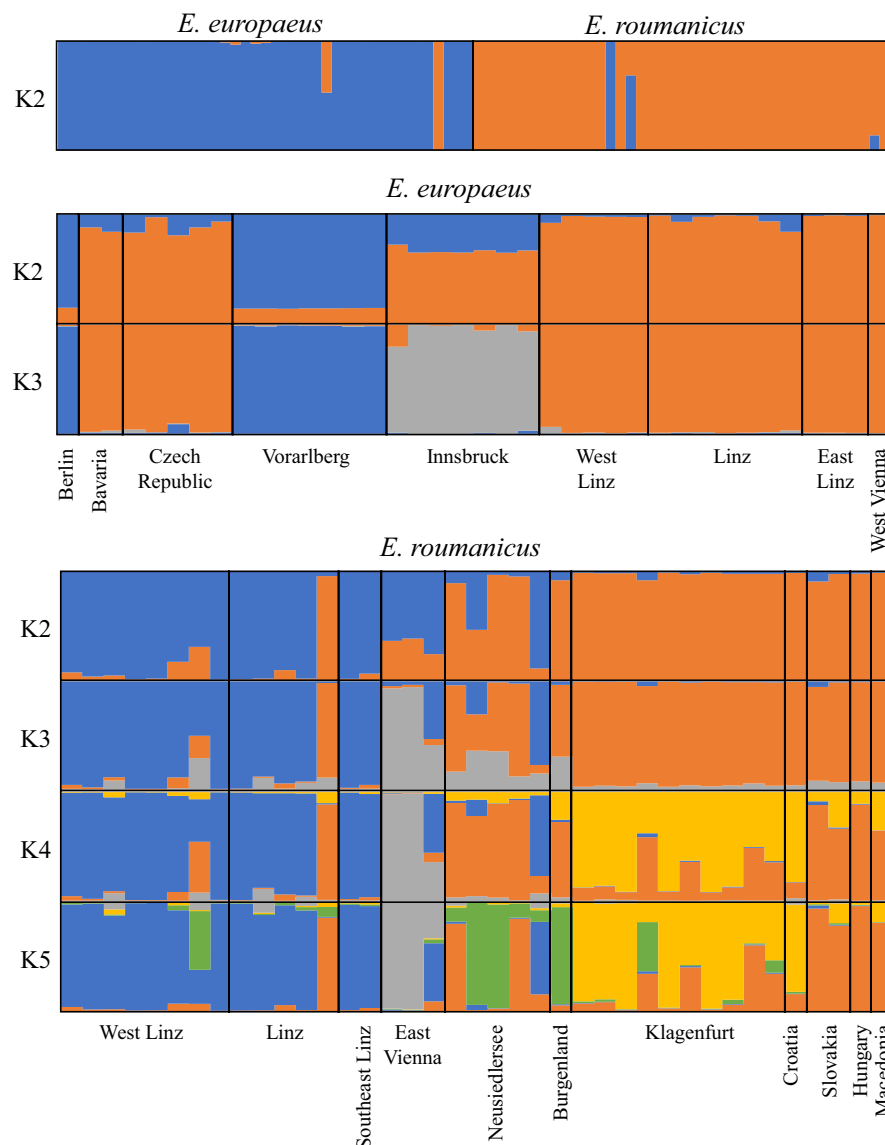 E. europaeus E. roumanicus
K2
E. europaeus
K2
K3
Berlin
Bavaria
Czech
Republic
Vorarlberg
Innsbruck
West
Linz
Linz
East
Linz
West Vienna
E. roumanicus
K2
K3
K4
K5
West Linz
Linz
Southeast Linz
East
Vienna
Neusiedlersee
Burgenland
Klagenfurt
Croatia
Slovakia
Hungary
Macedonia